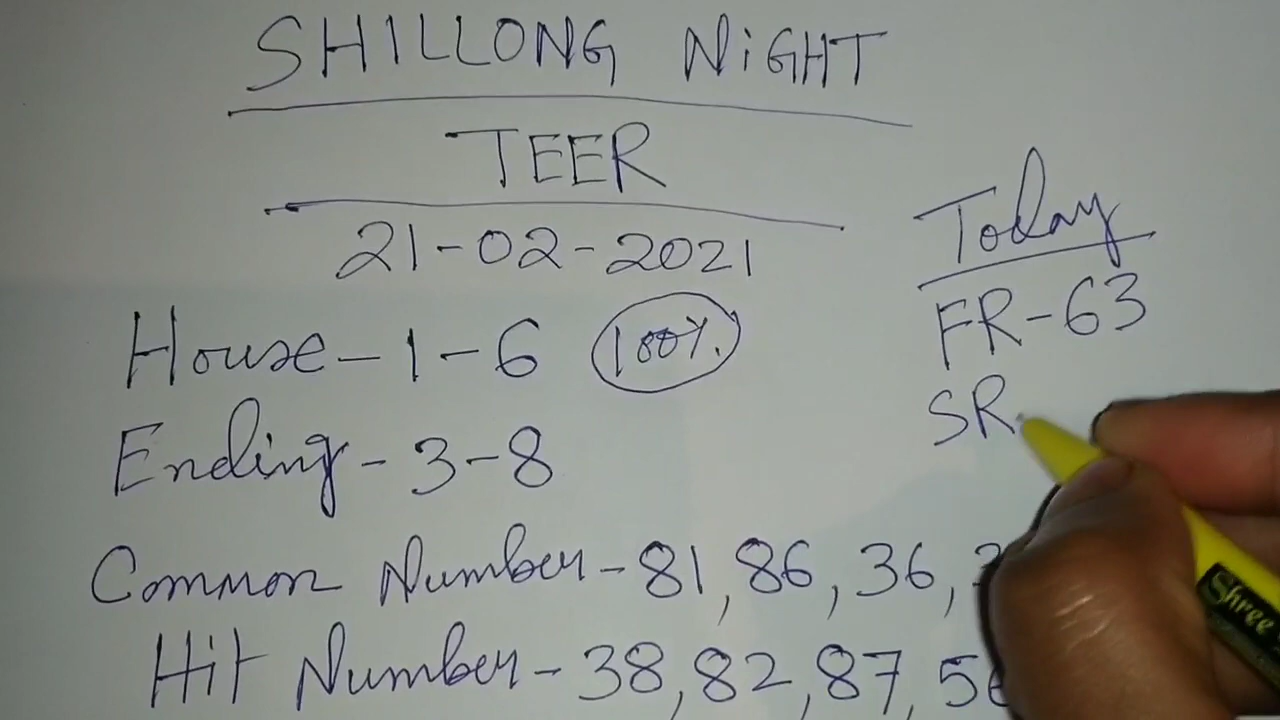 SHILLONG NiGHT
TEER
21-02-2021
House-1-6 100%.
Ending-3-8
Common Number-81,86,36,
Hit Number-38,82,87,
Today
FR-63
SR
Shree